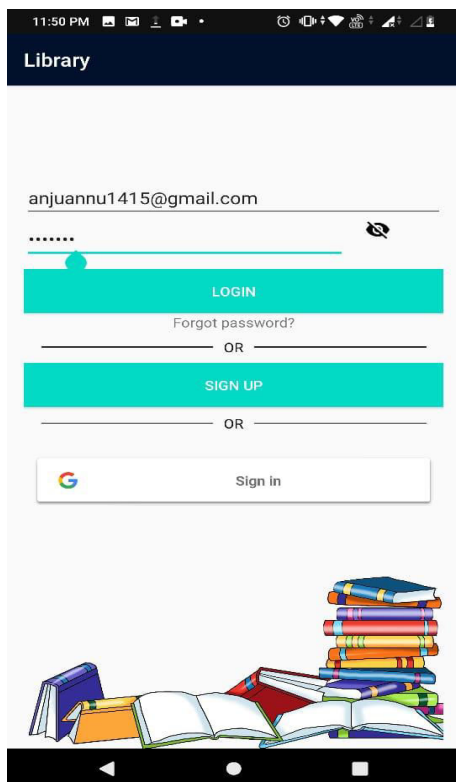 11:50 PM
Library
anjuannu1415@gmail.com
•••••••
LOGIN
Forgot password?
OR
SIGN UP
OR
Sign in